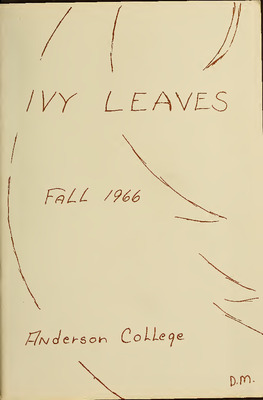 IVY LEAVES
FALL 1966
Anderson College
D.M.